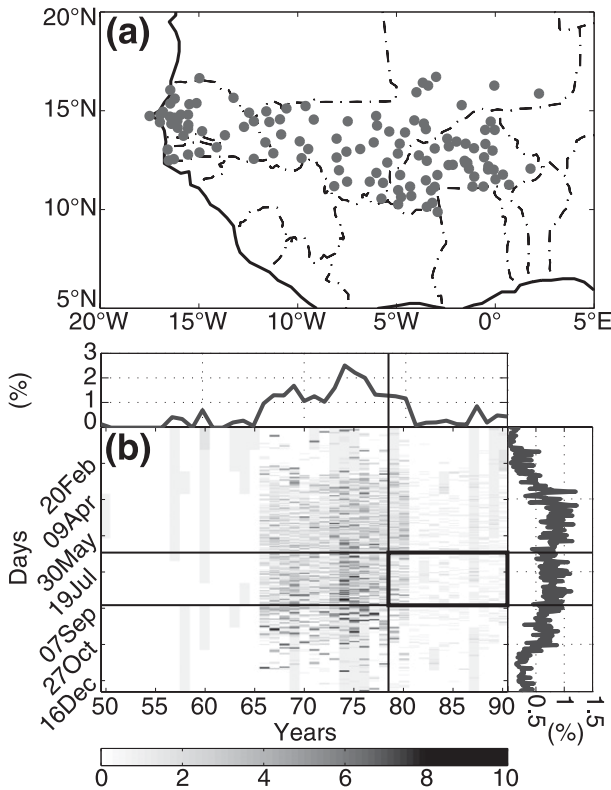 20°N
(a)
15°N
10°N
5°N
20°W 15°W 10°W 5°W 0° 5°E
3
2
1
0
(%)
(b)
20Feb
09Apr
30May
19Jul
07Sep
27Oct
16Dec
Days
50 55 60 65 70 75 80 85 90
Years
0.5 1 1.5
(%)
0 2 4 6 8 10